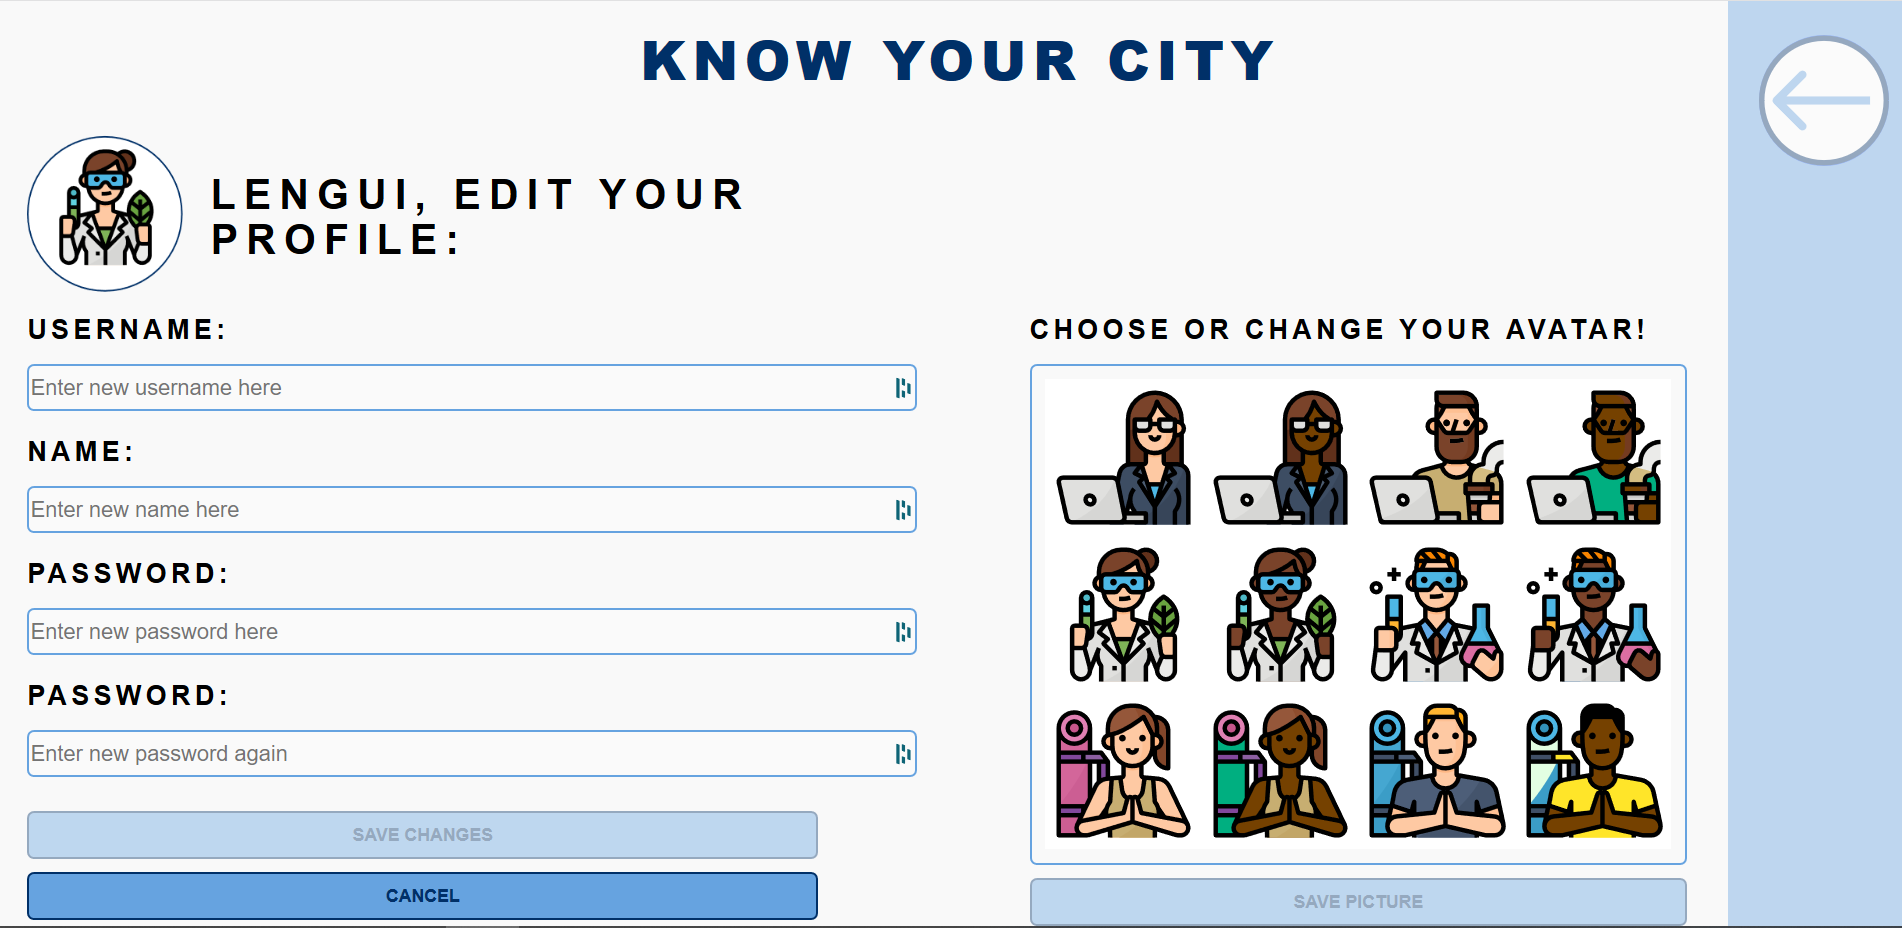 KNOW YOUR CITY
LENGUI, EDIT YOUR
PROFILE:
USERNAME:
Enter new username here
NAME:
Enter new name here
PASSWORD:
Enter new password here
PASSWORD:
Enter new password again
SAVE CHANGES
CANCEL
CHOOSE OR CHANGE YOUR AVATAR!
SAVE PICTURE